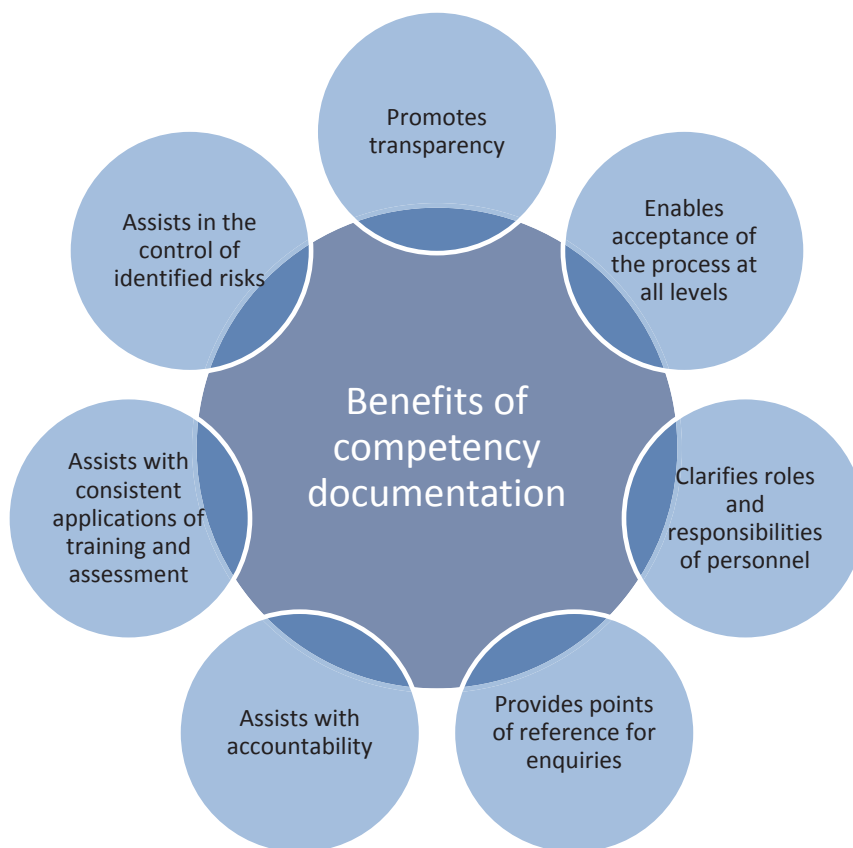 Promotes
transparency
Enables
acceptance of
the process at
all levels
Clarifies roles
and
responsibilities
of personnel
Provides points
of reference for
enquiries
Assists with
accountability
Assists with
consistent
applications of
training and
assessment
Assists in the
control of
identified risks
Benefits of
competency
documentation